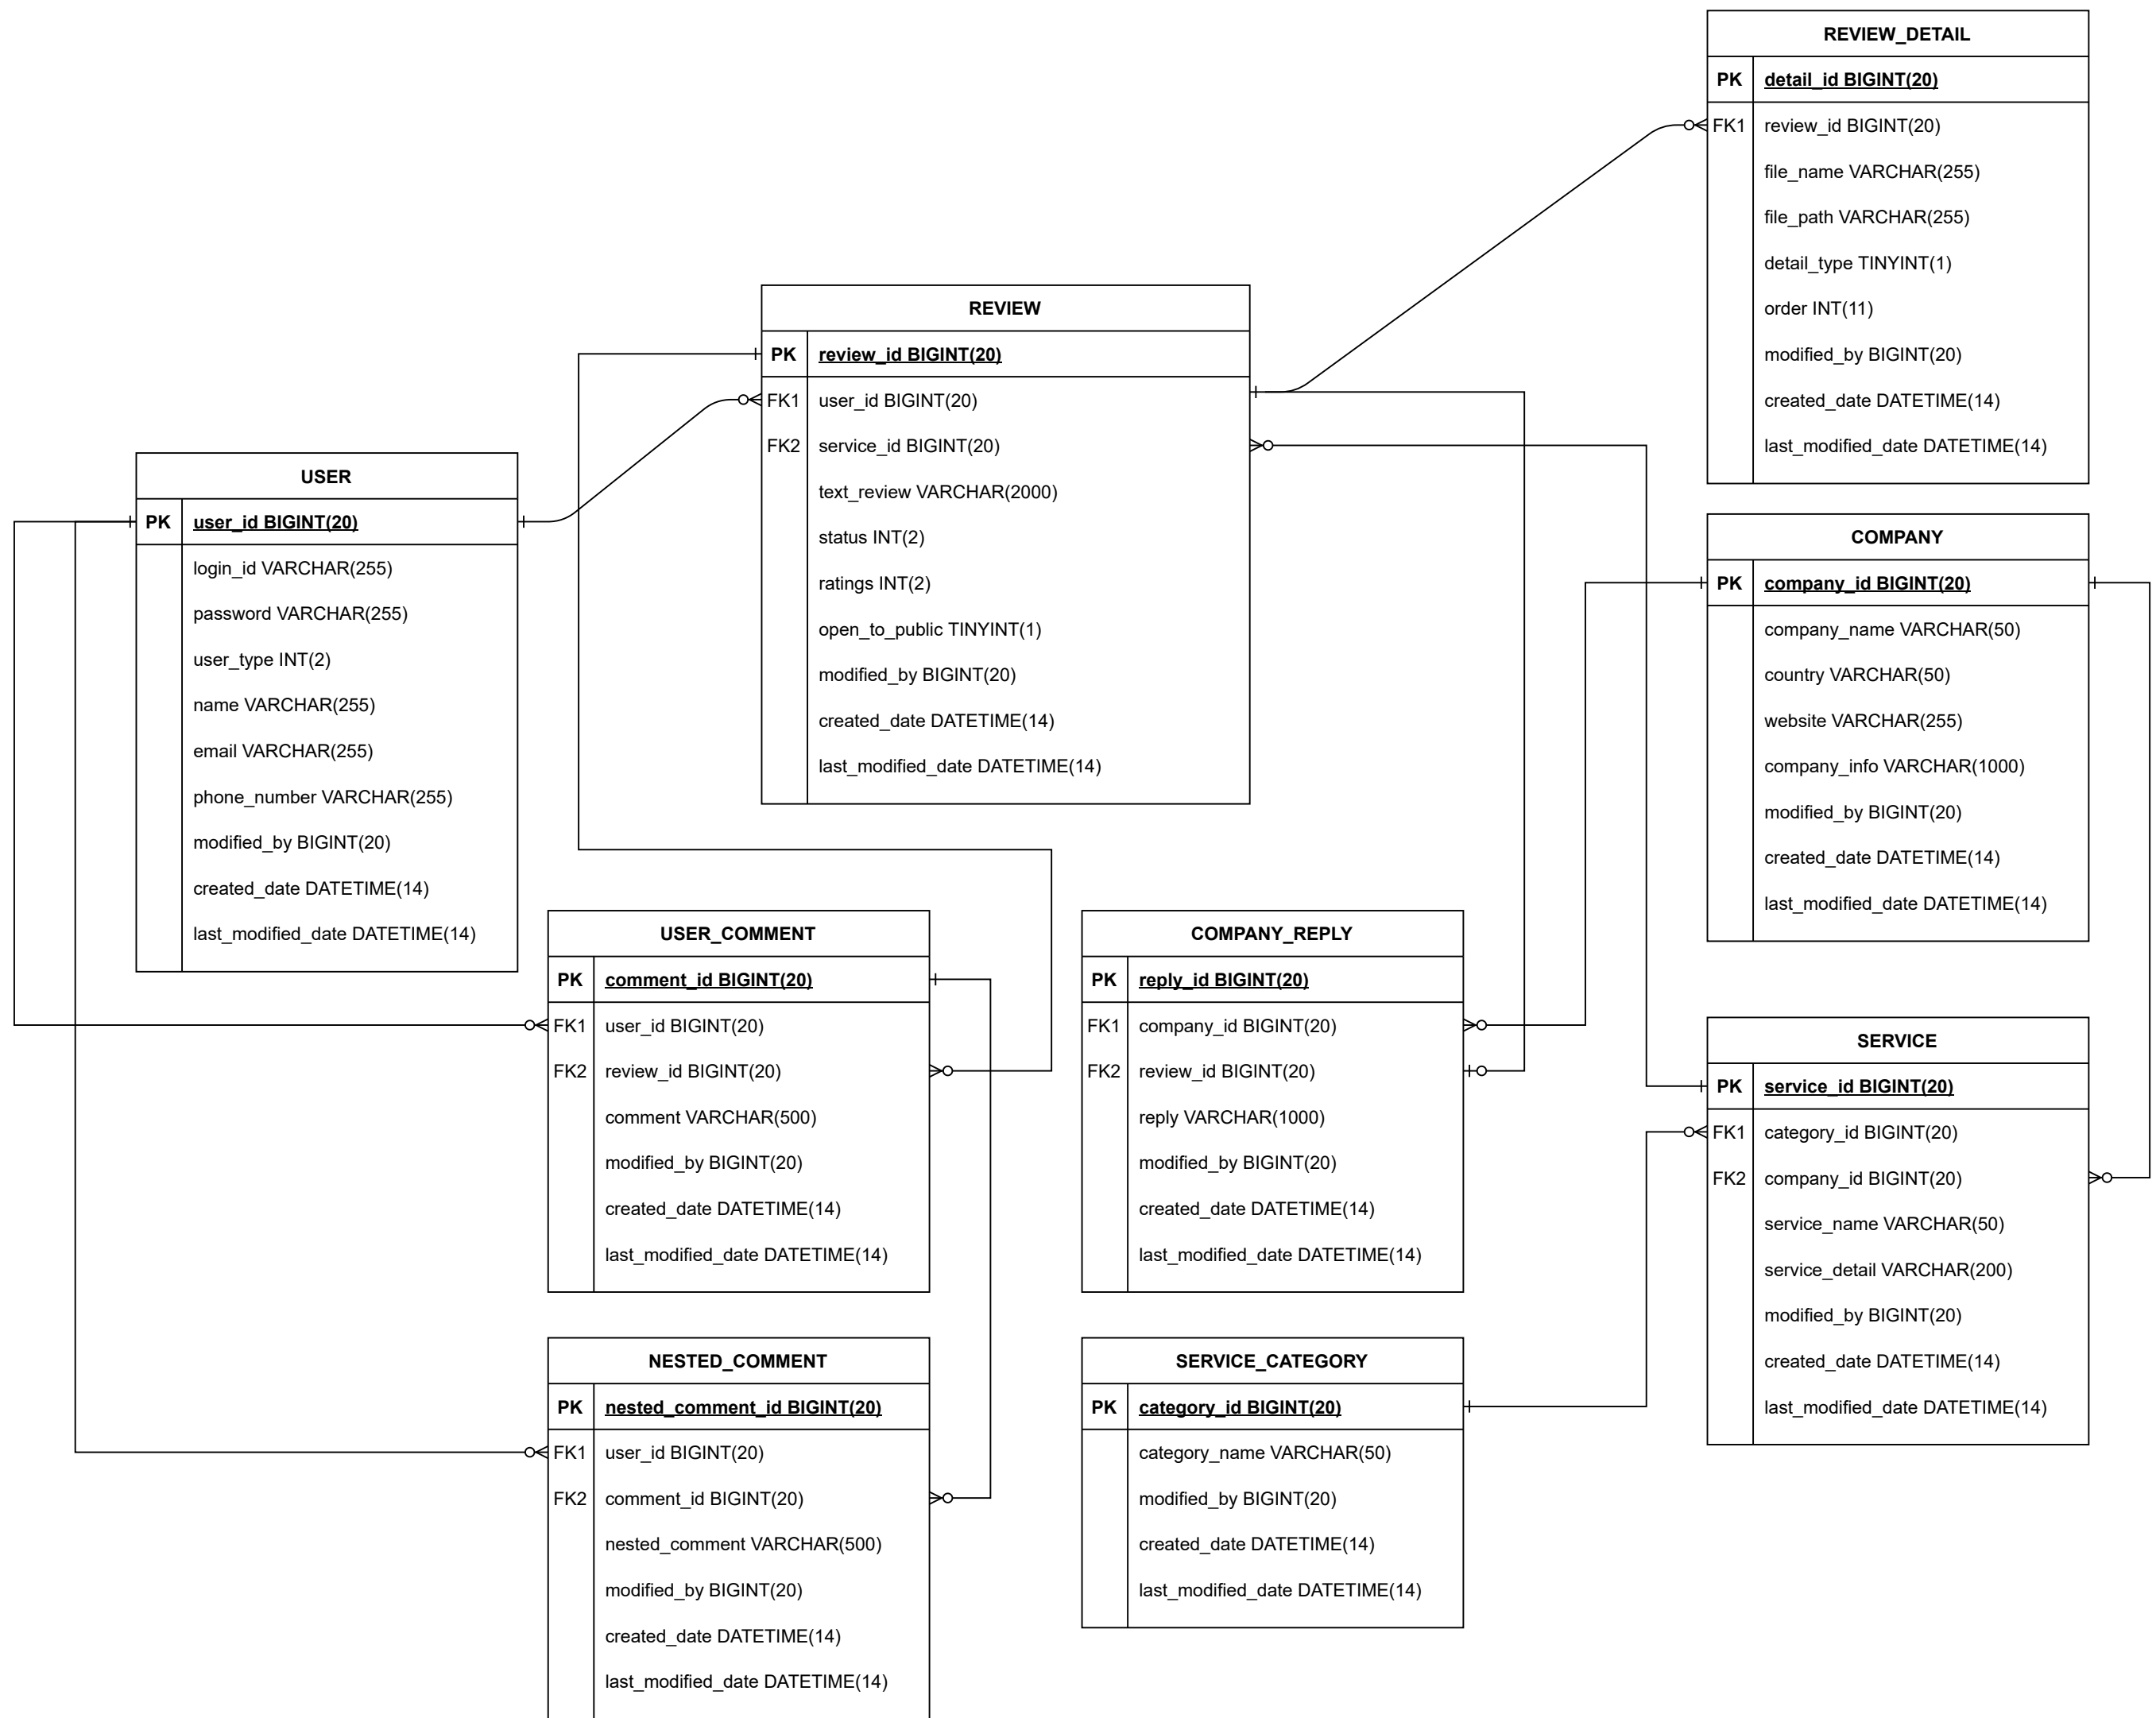 REVIEW_DETAIL
PK detail_id BIGINT(20)
FK1 review_id BIGINT(20)
file_name VARCHAR(255)
file_path VARCHAR(255)
detail_type TINYINT(1)
order INT(11)
modified_by BIGINT(20)
created_date DATETIME(14)
last_modified_date DATETIME(14)
REVIEW
PK review_id BIGINT(20)
FK1 user_id BIGINT(20)
FK2 service_id BIGINT(20)
text_review VARCHAR(2000)
status INT(2)
ratings INT(2)
open_to_public TINYINT(1)
modified_by BIGINT(20)
created_date DATETIME(14)
last_modified_date DATETIME(14)
USER
PK user_id BIGINT(20)
login_id VARCHAR(255)
password VARCHAR(255)
user_type INT(2)
name VARCHAR(255)
email VARCHAR(255)
phone_number VARCHAR(255)
modified_by BIGINT(20)
created_date DATETIME(14)
last_modified_date DATETIME(14)
COMPANY
PK company_id BIGINT(20)
company_name VARCHAR(50)
country VARCHAR(50)
website VARCHAR(255)
company_info VARCHAR(1000)
modified_by BIGINT(20)
created_date DATETIME(14)
last_modified_date DATETIME(14)
USER_COMMENT
PK comment_id BIGINT(20)
FK1 user_id BIGINT(20)
FK2 review_id BIGINT(20)
comment VARCHAR(500)
modified_by BIGINT(20)
created_date DATETIME(14)
last_modified_date DATETIME(14)
COMPANY_REPLY
PK reply_id BIGINT(20)
FK1 company_id BIGINT(20)
FK2 review_id BIGINT(20)
reply VARCHAR(1000)
modified_by BIGINT(20)
created_date DATETIME(14)
last_modified_date DATETIME(14)
SERVICE
PK service_id BIGINT(20)
FK1 category_id BIGINT(20)
FK2 company_id BIGINT(20)
service_name VARCHAR(50)
service_detail VARCHAR(200)
modified_by BIGINT(20)
created_date DATETIME(14)
last_modified_date DATETIME(14)
NESTED_COMMENT
PK nested_comment_id BIGINT(20)
FK1 user_id BIGINT(20)
FK2 comment_id BIGINT(20)
nested_comment VARCHAR(500)
modified_by BIGINT(20)
created_date DATETIME(14)
last_modified_date DATETIME(14)
SERVICE_CATEGORY
PK category_id BIGINT(20)
category_name VARCHAR(50)
modified_by BIGINT(20)
created_date DATETIME(14)
last_modified_date DATETIME(14)